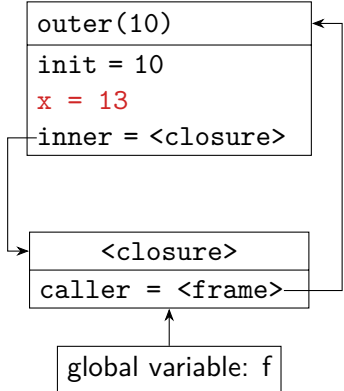 outer(10)
init = 10
x = 13
inner = <closure>
<closure>
caller = <frame>
global variable: f